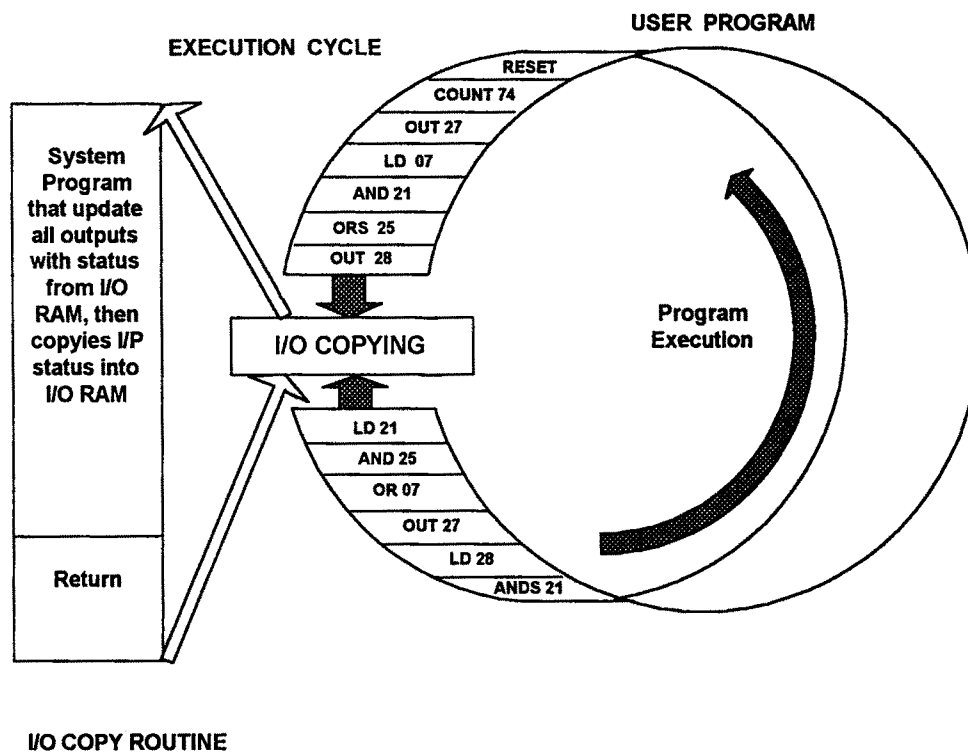 USER PROGRAM
EXECUTION CYCLE
RESET
COUNT 74
OUT 27
LD 07
AND 21
ORS 25
OUT 28
System
Program
that update
all outputs
with status
from I/O
RAM, then
copyies I/P
status into
I/O RAM
Return
I/O COPYING
Program
Execution
LD 21
AND 25
OR 07
OUT 27
LD 28
ANDS 21
I/O COPY ROUTINE